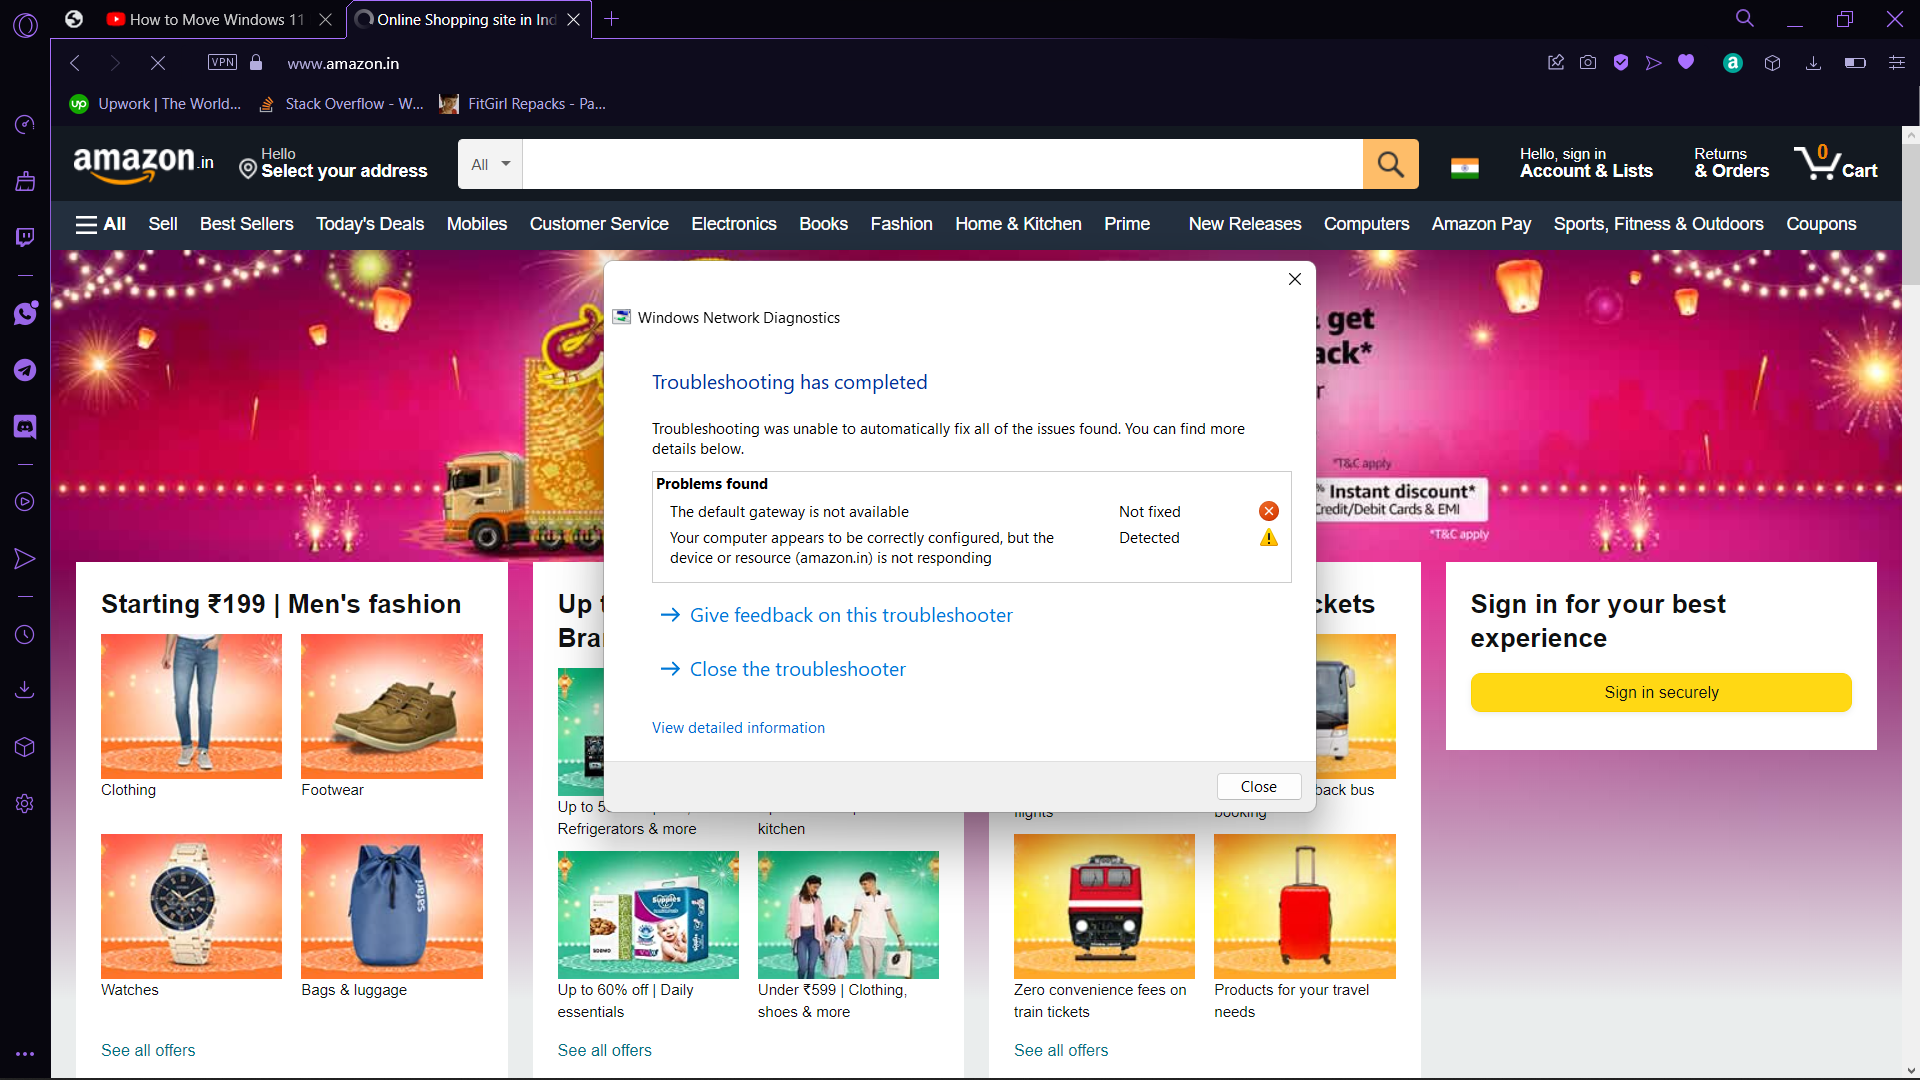 How to Move Windows 11
Online Shopping site in Ind
VPN
www.amazon.in
Upwork | The World...
Stack Overflow - W...
FitGirl Repacks - Pa...
amazon.in
Hello
Select your address
All
Hello, sign in
Account & Lists
Returns
& Orders
0
Cart
All
Sell
Best Sellers
Today's Deals
Mobiles
Customer Service
Electronics
Books
Fashion
Home & Kitchen
Prime
New Releases
Computers
Amazon Pay
Sports, Fitness & Outdoors
Coupons
& get
ack*
*T&C apply
Instant discount*
Credit/Debit Cards & EMI
*T&C apply
Windows Network Diagnostics
Troubleshooting has completed
Troubleshooting was unable to automatically fix all of the issues found. You can find more
details below.
Problems found
The default gateway is not available
Not fixed
Your computer appears to be correctly configured, but the
Detected
device or resource (amazon.in) is not responding
Give feedback on this troubleshooter
Close the troubleshooter
View detailed information
Close
Starting ₹199 | Men's fashion
Clothing
Footwear
Watches
Bags & luggage
See all offers
Up t
Bra
Up to 5
Refrigerators & more
kitchen
Up to 60% off | Daily
essentials
Under ₹599 | Clothing,
shoes & more
See all offers
ckets
flights
back bus
booking
Zero convenience fees on
train tickets
Products for your travel
needs
See all offers
Sign in for your best
experience
Sign in securely
safari